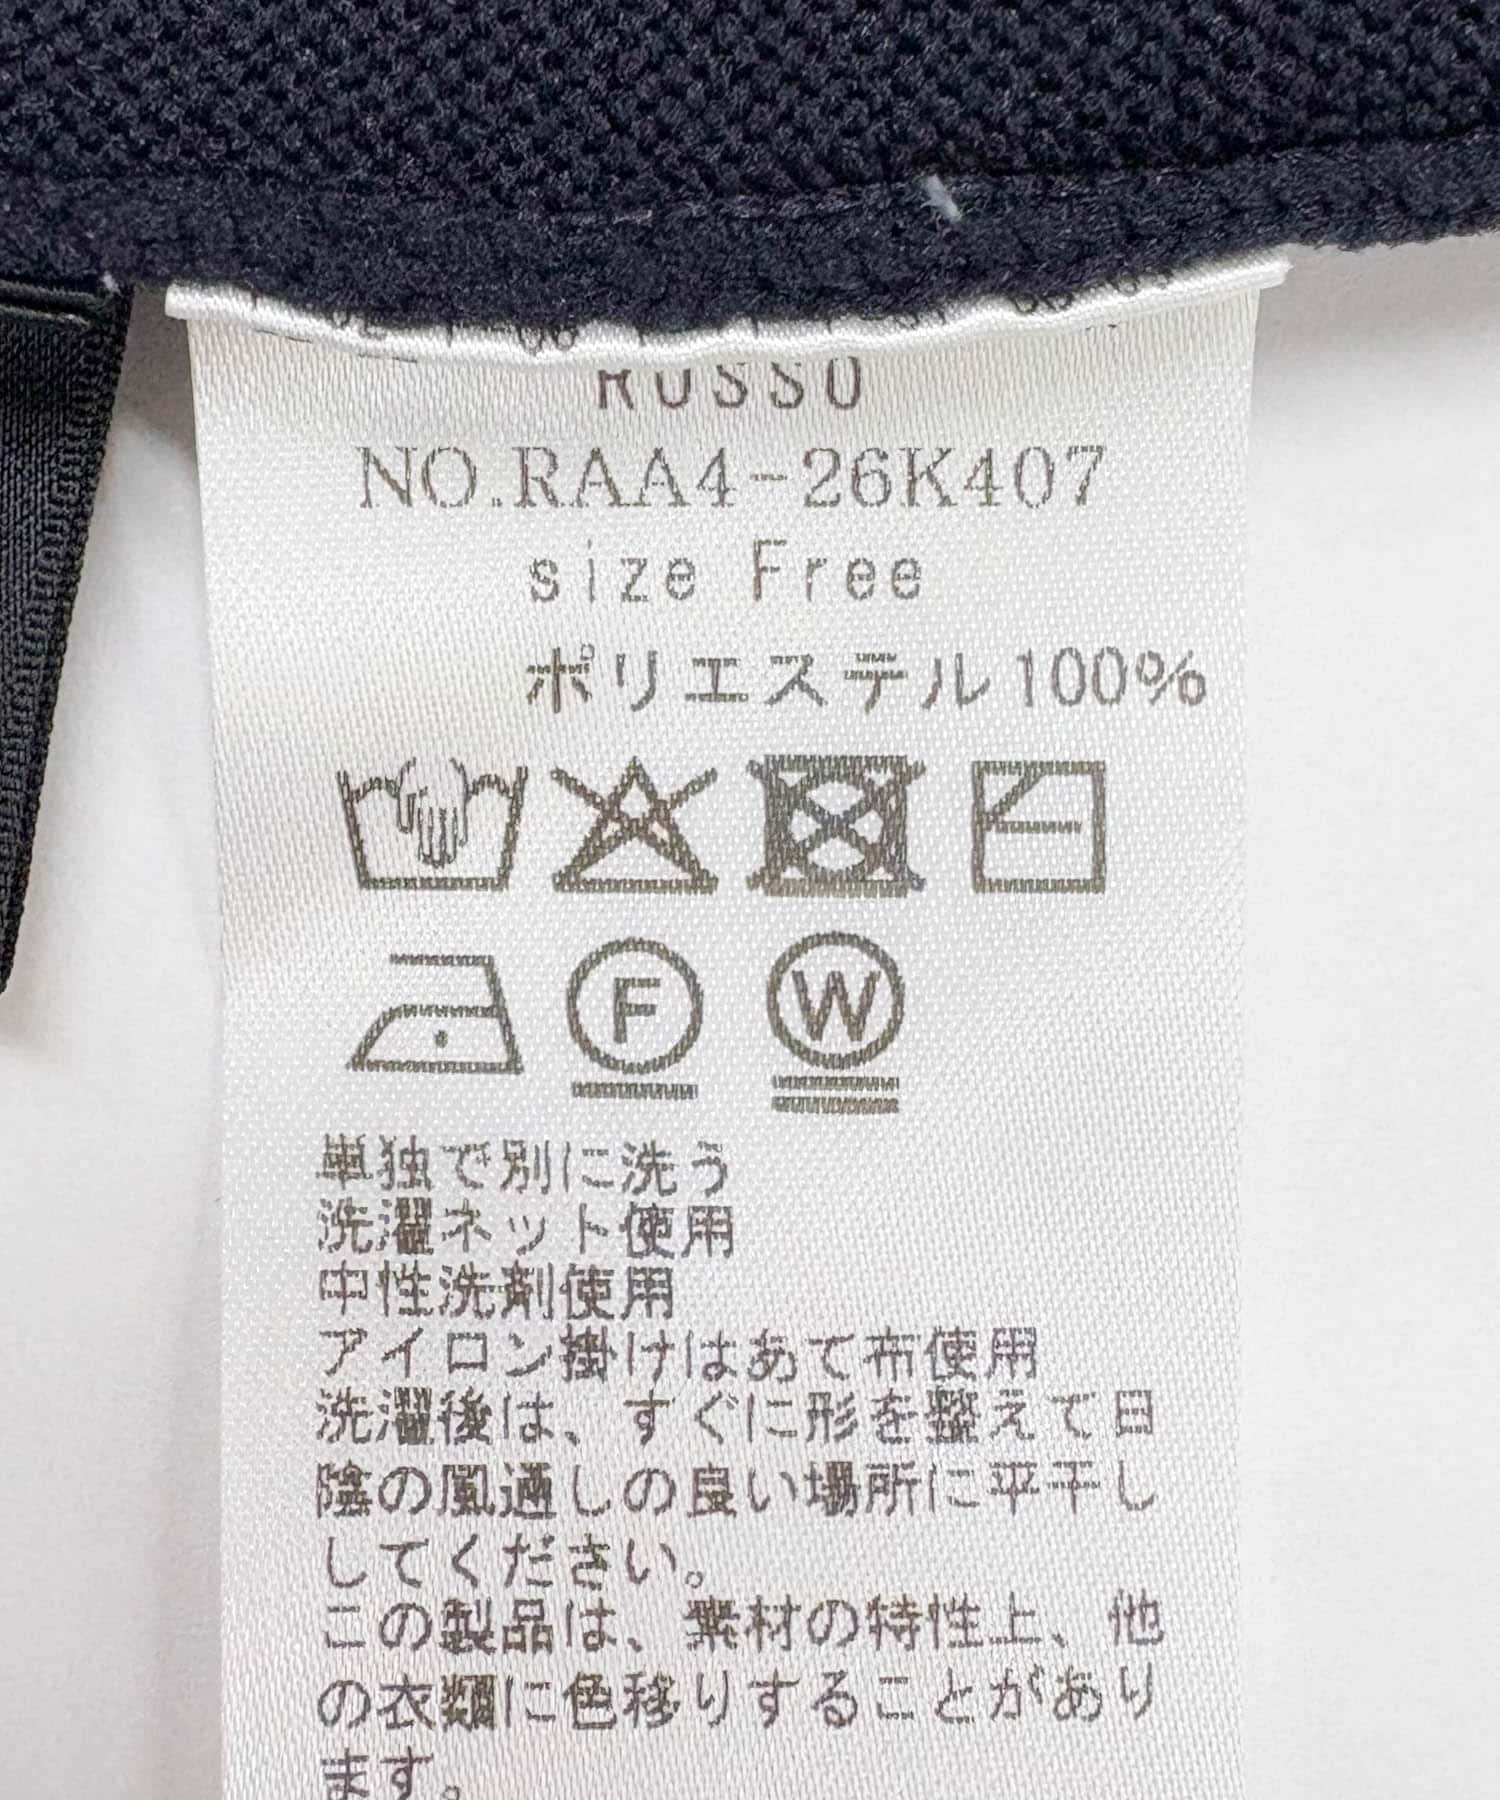 ROSSO
NO.RAA4-26K407
size Free
ポリエステル100%
F
W
単独で別に洗う
洗濯ネット使用
中性洗剤使用
アイロン掛けはあて布使用
洗濯後は、すぐに形を整えて日
陰の風通しの良い場所に平干し
してください。
この製品は、素材の特性上、他
の衣類に色移りすることがあり
ます。